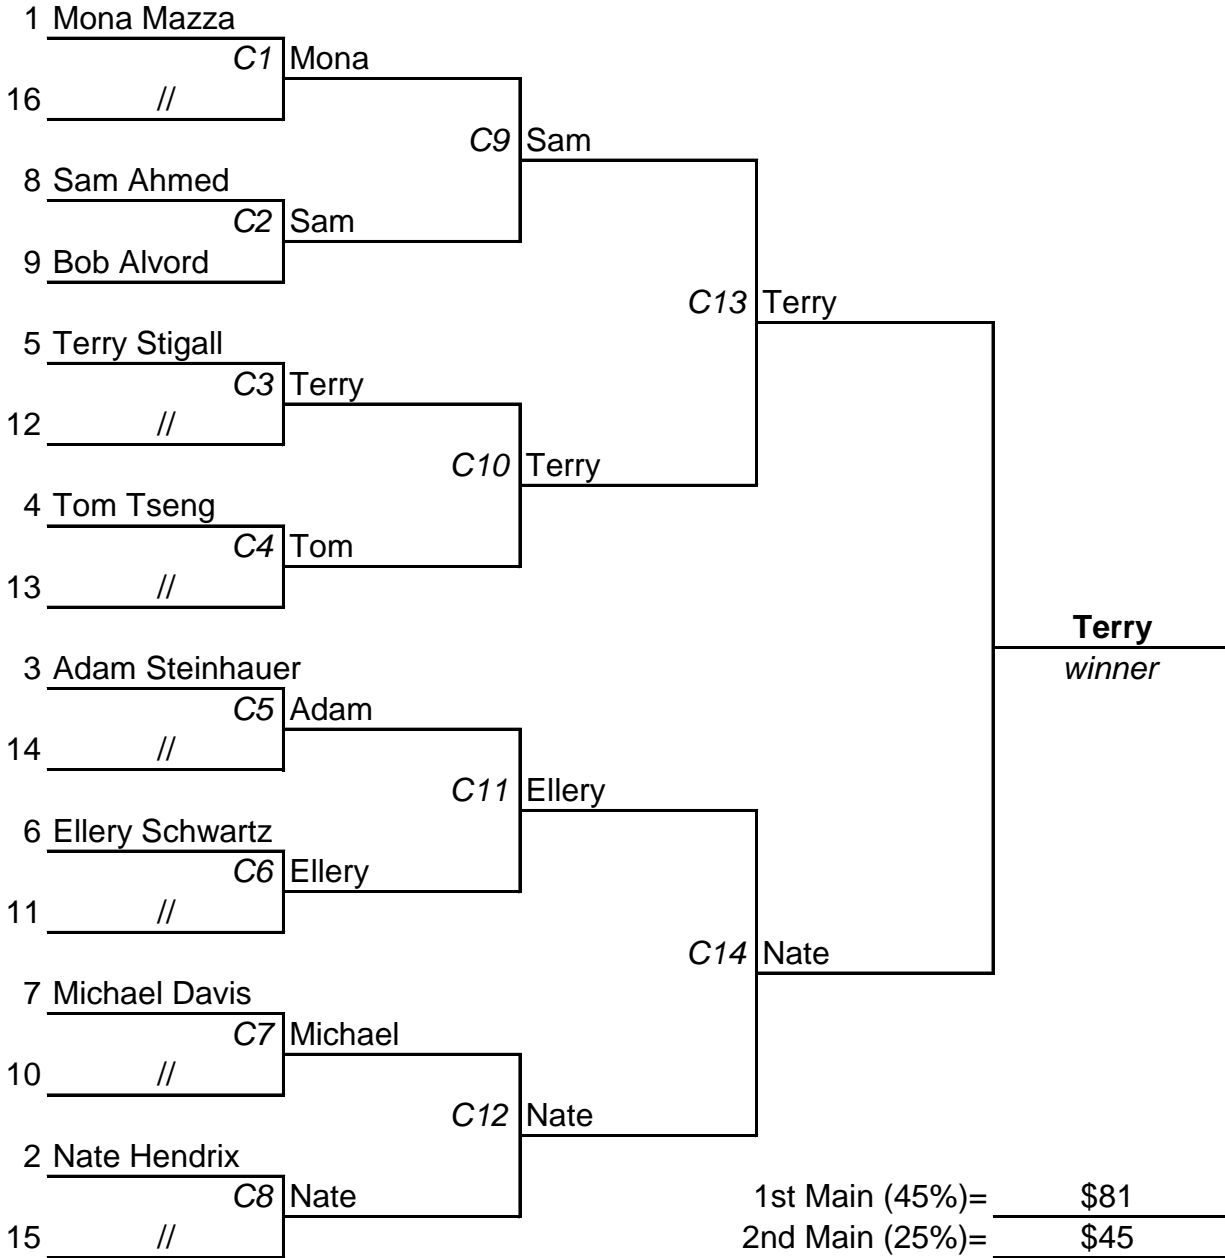 1 Mona Mazza
C1 Mona
16 //
C9 Sam
8 Sam Ahmed
C2 Sam
9 Bob Alvord
C13 Terry
5 Terry Stigall
C3 Terry
12 //
C10 Terry
4 Tom Tseng
C4 Tom
13 //
Terry
winner
3 Adam Steinhauer
C5 Adam
14 //
C11 Ellery
6 Ellery Schwartz
C6 Ellery
11 //
C14 Nate
7 Michael Davis
C7 Michael
10 //
C12 Nate
2 Nate Hendrix
C8 Nate
15 //
1st Main (45%)= $81
2nd Main (25%)= $45